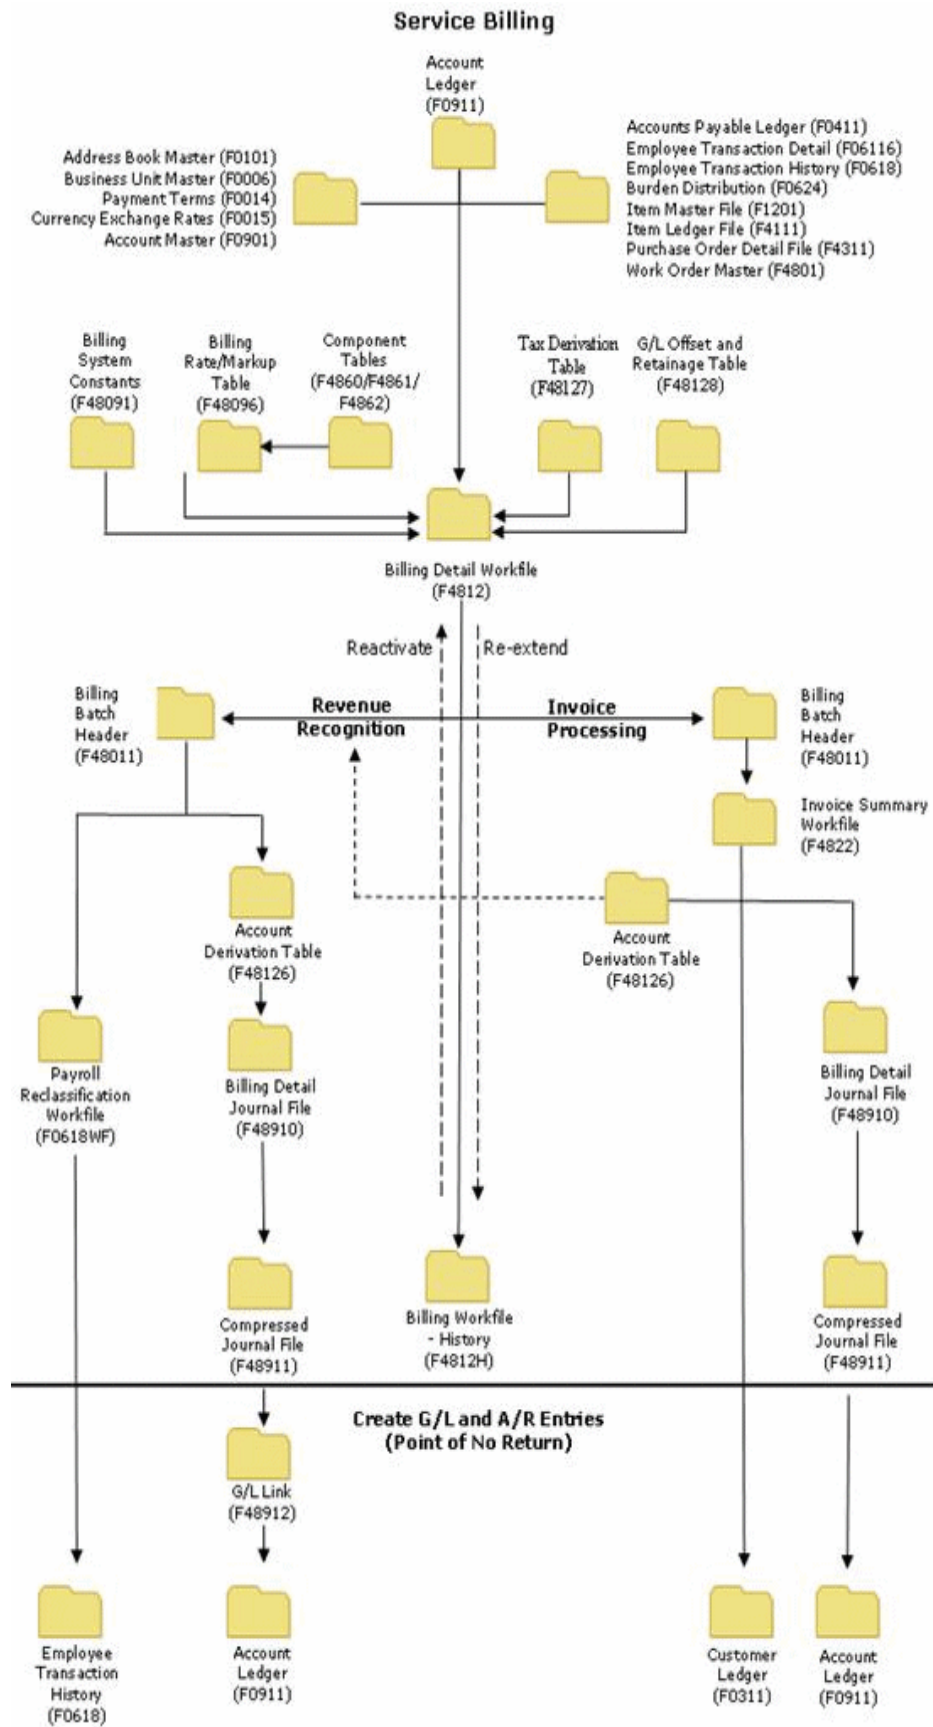 Service Billing
Account
Ledger
(F0911)
Address Book Master (F0101)
Business Unit Master (F0006)
Payment Terms (F0014)
Currency Exchange Rates (F0015)
Account Master (F0901)
Accounts Payable Ledger (F0411)
Employee Transaction Detail (F06116)
Employee Transaction History (F0618)
Burden Distribution (F0624)
Item Master File (F1201)
Item Ledger File (F4111)
Purchase Order Detail File (F4311)
Work Order Master (F4801)
Billing
System
Constants
(F48091)
Billing
Rate/Markup
Table
(F48096)
Component
Tables
(F4860/F4861/
F4862)
Tax Derivation
Table
(F48127)
G/L Offset and
Retainage Table
(F48128)
Billing Detail Workfile
(F4812)
Reactivate
Re-extend
Billing
Batch
Header
(F48011)
Revenue
Recognition
Invoice
Processing
Billing
Batch
Header
(F48011)
Invoice Summary
Workfile
(F4822)
Account
Derivation Table
(F48126)
Account
Derivation Table
(F48126)
Payroll
Reclassification
Workfile
(F0618WF)
Billing Detail
Journal File
(F48910)
Billing Detail
Journal File
(F48910)
Compressed
Journal File
(F48911)
Billing Workfile
- History
(F4812H)
Compressed
Journal File
(F48911)
Create G/L and A/R Entries
(Point of No Return)
G/L Link
(F48912)
Employee
Transaction
History
(F0618)
Account
Ledger
(F0911)
Customer
Ledger
(F0311)
Account
Ledger
(F0911)